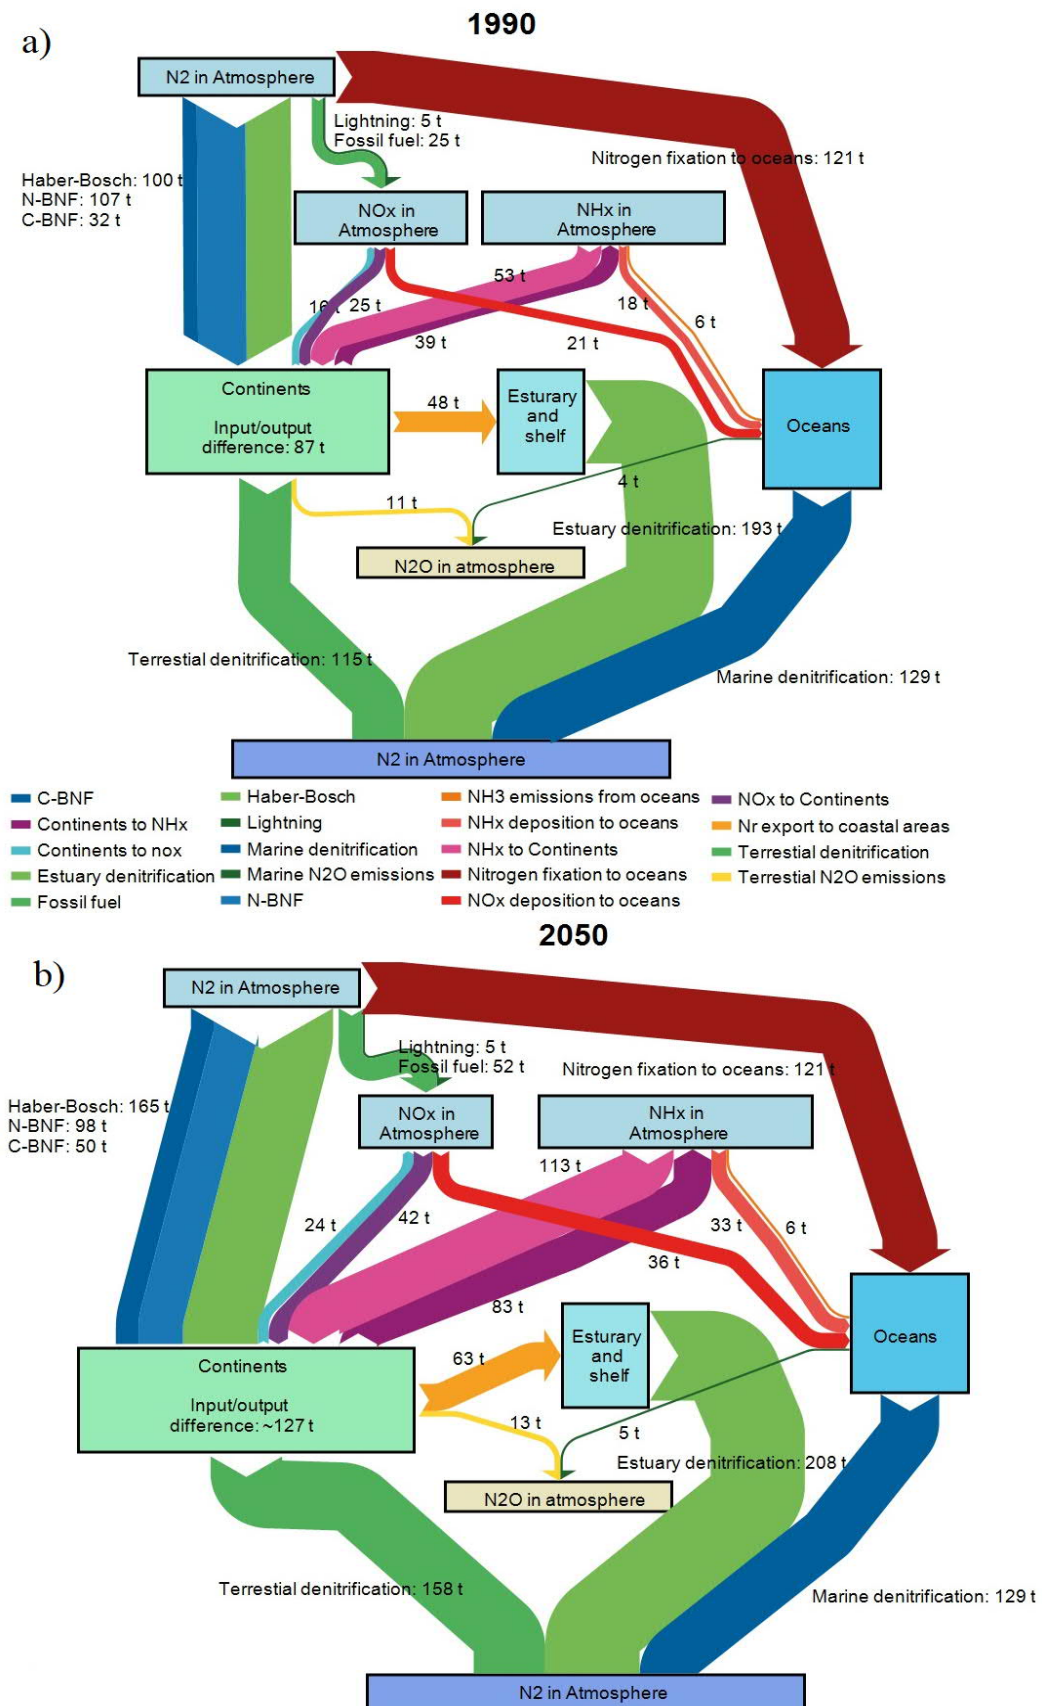 1990
a)
N2 in Atmosphere
Lightning: 5 t
Fossil fuel: 25 t
Nitrogen fixation to oceans: 121 t
Haber-Bosch: 100 t
N-BNF: 107 t
C-BNF: 32 t
NOx in
Atmosphere
NHx in
Atmosphere
53 t
16 t
25 t
18 t
6 t
39 t
21 t
Continents
Input/output
difference: 87 t
48 t
Esturary
and
shelf
Oceans
4 t
11 t
Estuary denitrification: 193 t
N2O in atmosphere
Terrestial denitrification: 115 t
Marine denitrification: 129 t
N2 in Atmosphere
C-BNF
Continents to NHx
Continents to nox
Estuary denitrification
Fossil fuel
Haber-Bosch
Lightning
Marine denitrification
Marine N2O emissions
N-BNF
NH3 emissions from oceans
NHx deposition to oceans
NHx to Continents
Nitrogen fixation to oceans
NOx deposition to oceans
NOx to Continents
Nr export to coastal areas
Terrestial denitrification
Terrestial N2O emissions
2050
b)
N2 in Atmosphere
Lightning: 5 t
Fossil fuel: 52 t
Nitrogen fixation to oceans: 121 t
Haber-Bosch: 165 t
N-BNF: 98 t
C-BNF: 50 t
NOx in
Atmosphere
NHx in
Atmosphere
113 t
24 t
42 t
33 t
6 t
36 t
83 t
Continents
Input/output
difference: ~127 t
63 t
Esturary
and
shelf
Oceans
13 t
5 t
Estuary denitrification: 208 t
N2O in atmosphere
Terrestial denitrification: 158 t
Marine denitrification: 129 t
N2 in Atmosphere